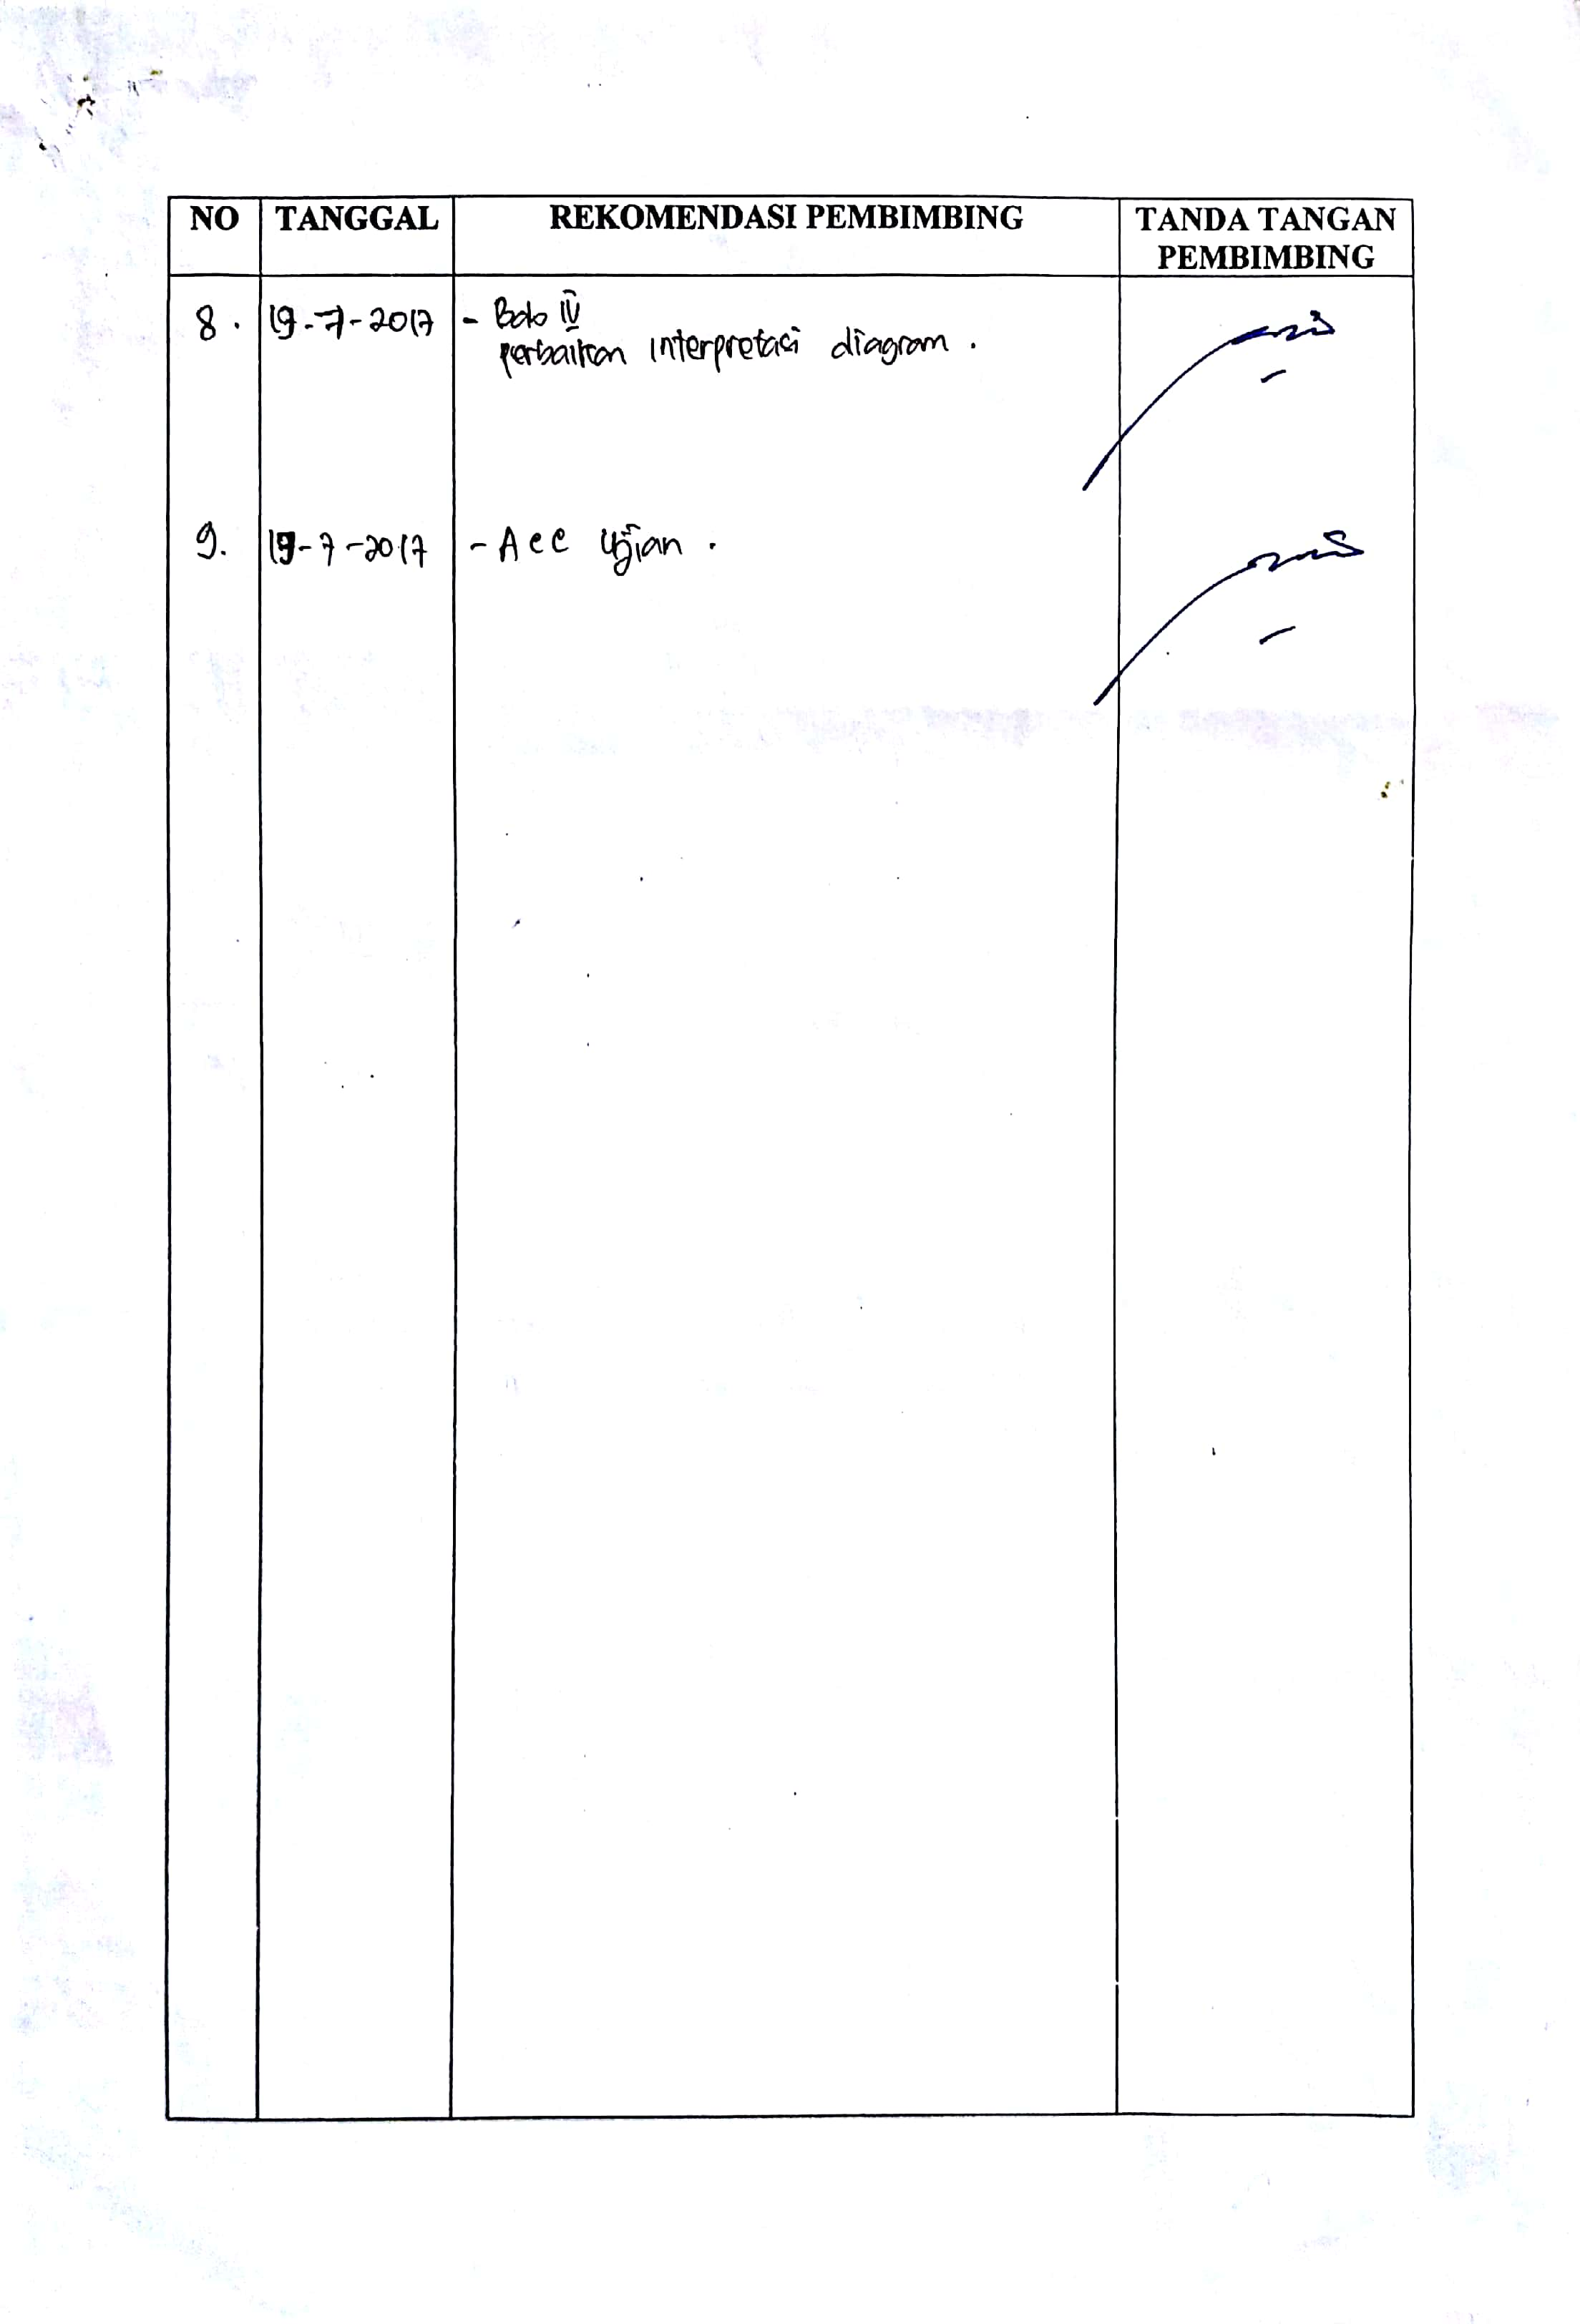 NO TANGGAL REKOMENDASI PEMBIMBING TANDA TANGAN
PEMBIMBING
8. 19-7-2017 - Bab IV
perbaikan interpretasi diagram.
9. 19-7-2017 - Acc Ujian.